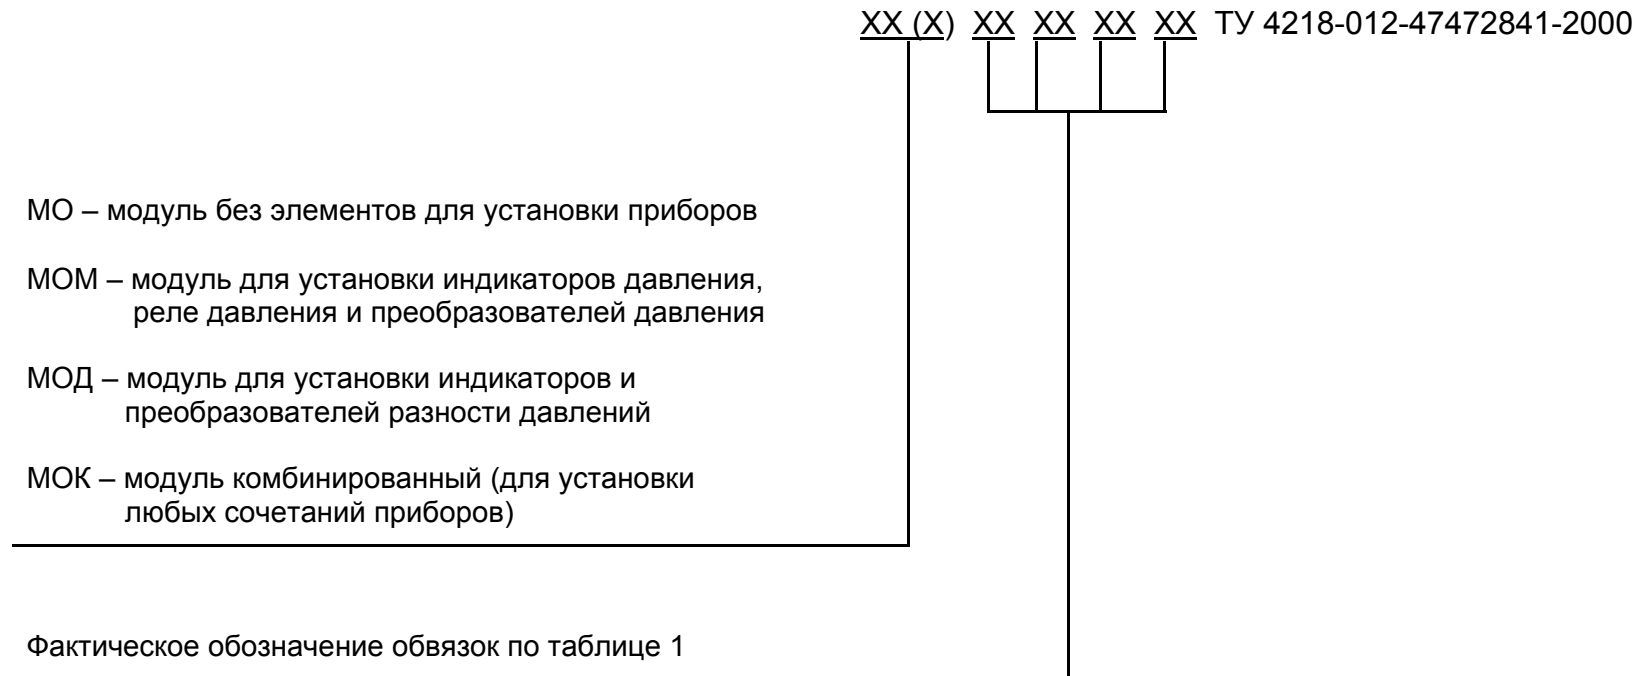 XX (X) XX XX XX XX ТУ 4218-012-47472841-2000
МО – модуль без элементов для установки приборов
МОМ – модуль для установки индикаторов давления,
реле давления и преобразователей давления
МОД – модуль для установки индикаторов и
преобразователей разности давлений
МОК – модуль комбинированный (для установки
любых сочетаний приборов)
Фактическое обозначение обвязок по таблице 1